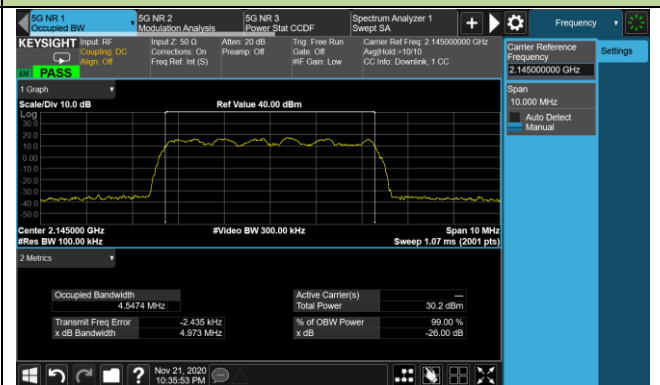 5G NR 1
Occupied BW
5G NR 2
Modulation Analysis
5G NR 3
Power Stat CCDF
Spectrum Analyzer 1
Swept SA
Frequency
KEYSIGHT
Input: RF
Coupling: DC
Align: Off
Input Z: 50 Ω
Corrections: On
Freq Ref: Int (S)
Atten: 20 dB
Preamp: Off
Trig: Free Run
Gate: Off
#IF Gain: Low
Carrier Ref Freq: 2.145000000 GHz
Avg|Hold:>10/10
CC Info: Downlink, 1 CC
PASS
Carrier Reference
Frequency
2.145000000 GHz
Settings
Span
10.000 MHz
Auto Detect
Manual
1 Graph
Scale/Div 10.0 dB
Ref Value 40.00 dBm
Log
30.0
20.0
10.0
0.00
-10.0
-20.0
-30.0
-40.0
-50.0
Center 2.145000 GHz
#Video BW 300.00 kHz
Span 10 MHz
#Res BW 100.00 kHz
Sweep 1.07 ms (2001 pts)
2 Metrics
Occupied Bandwidth
4.5474 MHz
Active Carrier(s)
---
Total Power
30.2 dBm
Transmit Freq Error
-2.435 kHz
% of OBW Power
99.00 %
x dB Bandwidth
4.973 MHz
x dB
-26.00 dB
Nov 21, 2020
10:35:53 PM